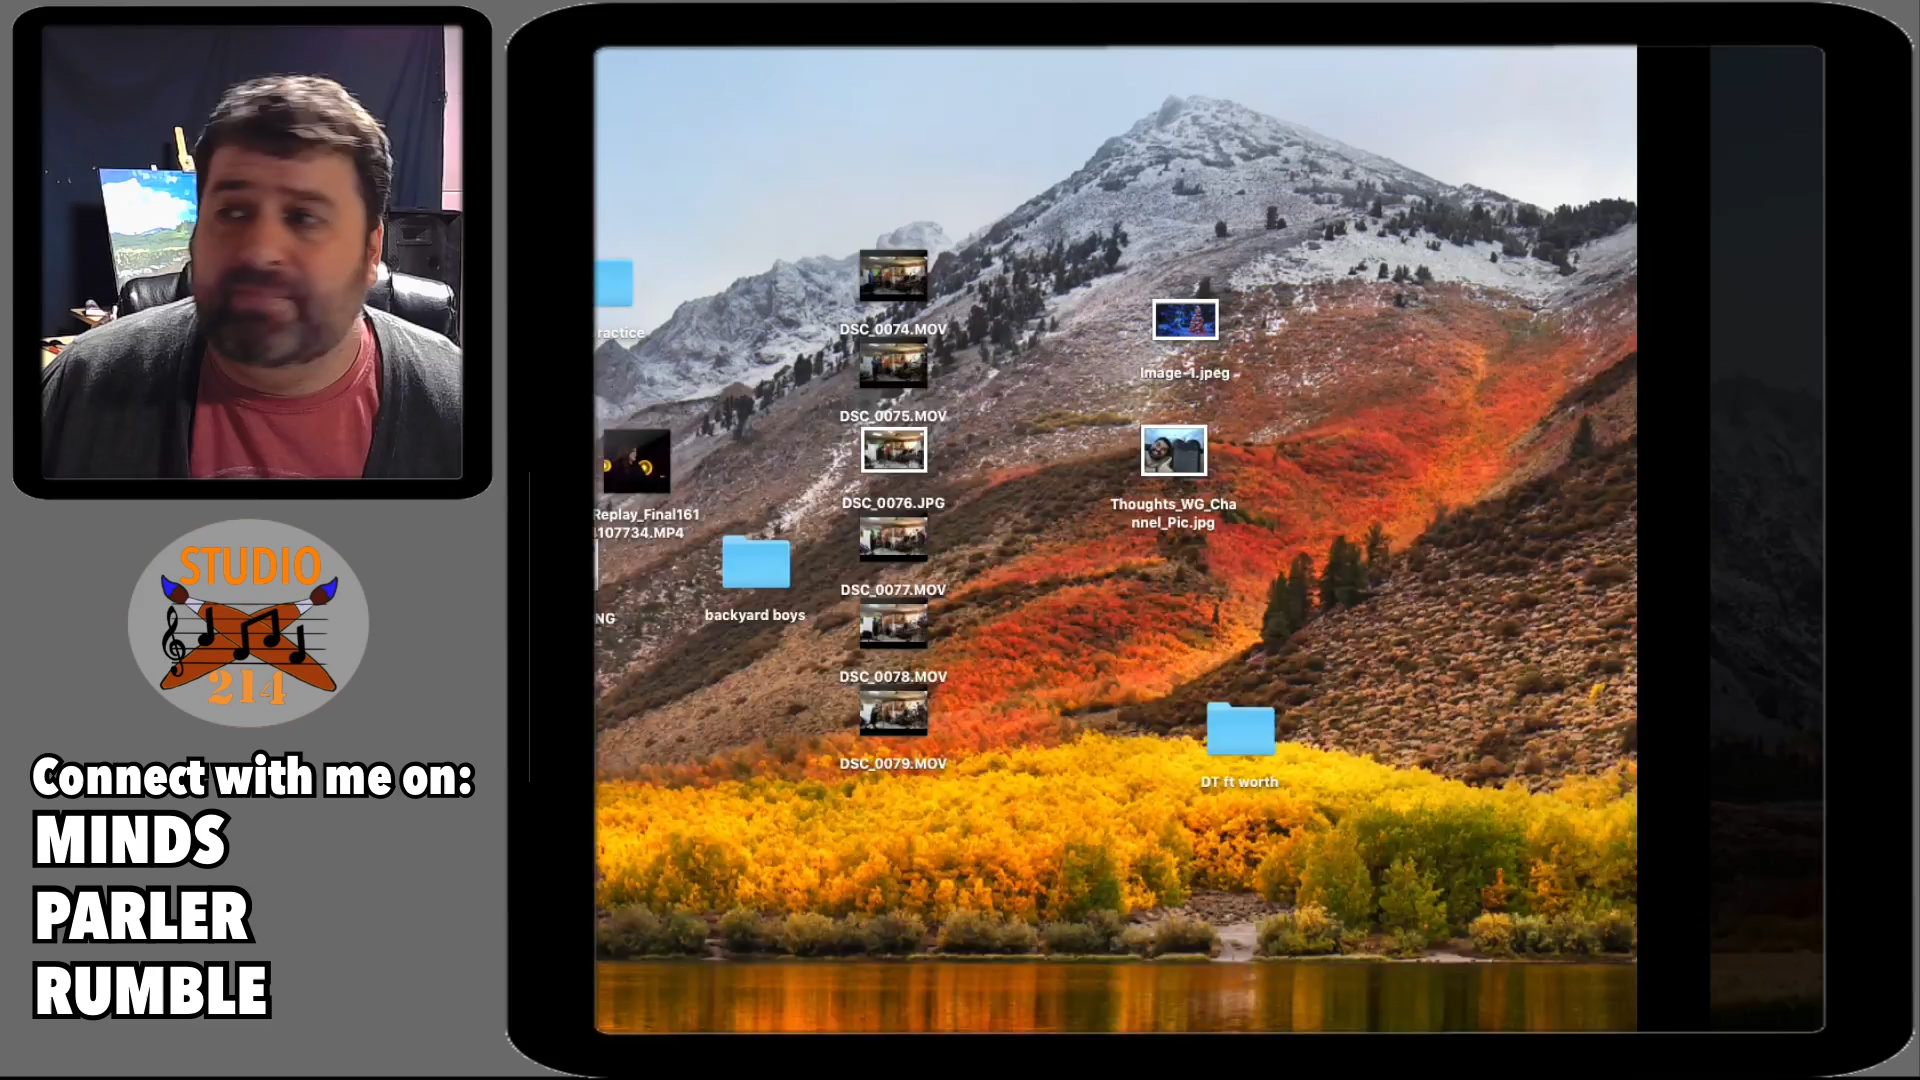 STUDIO
214
Connect with me on:
MINDS
PARLER
RUMBLE
ractice
Replay_Final161
107734.MP4
NG
backyard boys
DSC_0074.MOV
DSC_0075.MOV
DSC_0076.JPG
DSC_0077.MOV
DSC_0078.MOV
DSC_0079.MOV
Image-1.jpeg
Thoughts_WG_Cha
nnel_Pic.jpg
DT ft worth